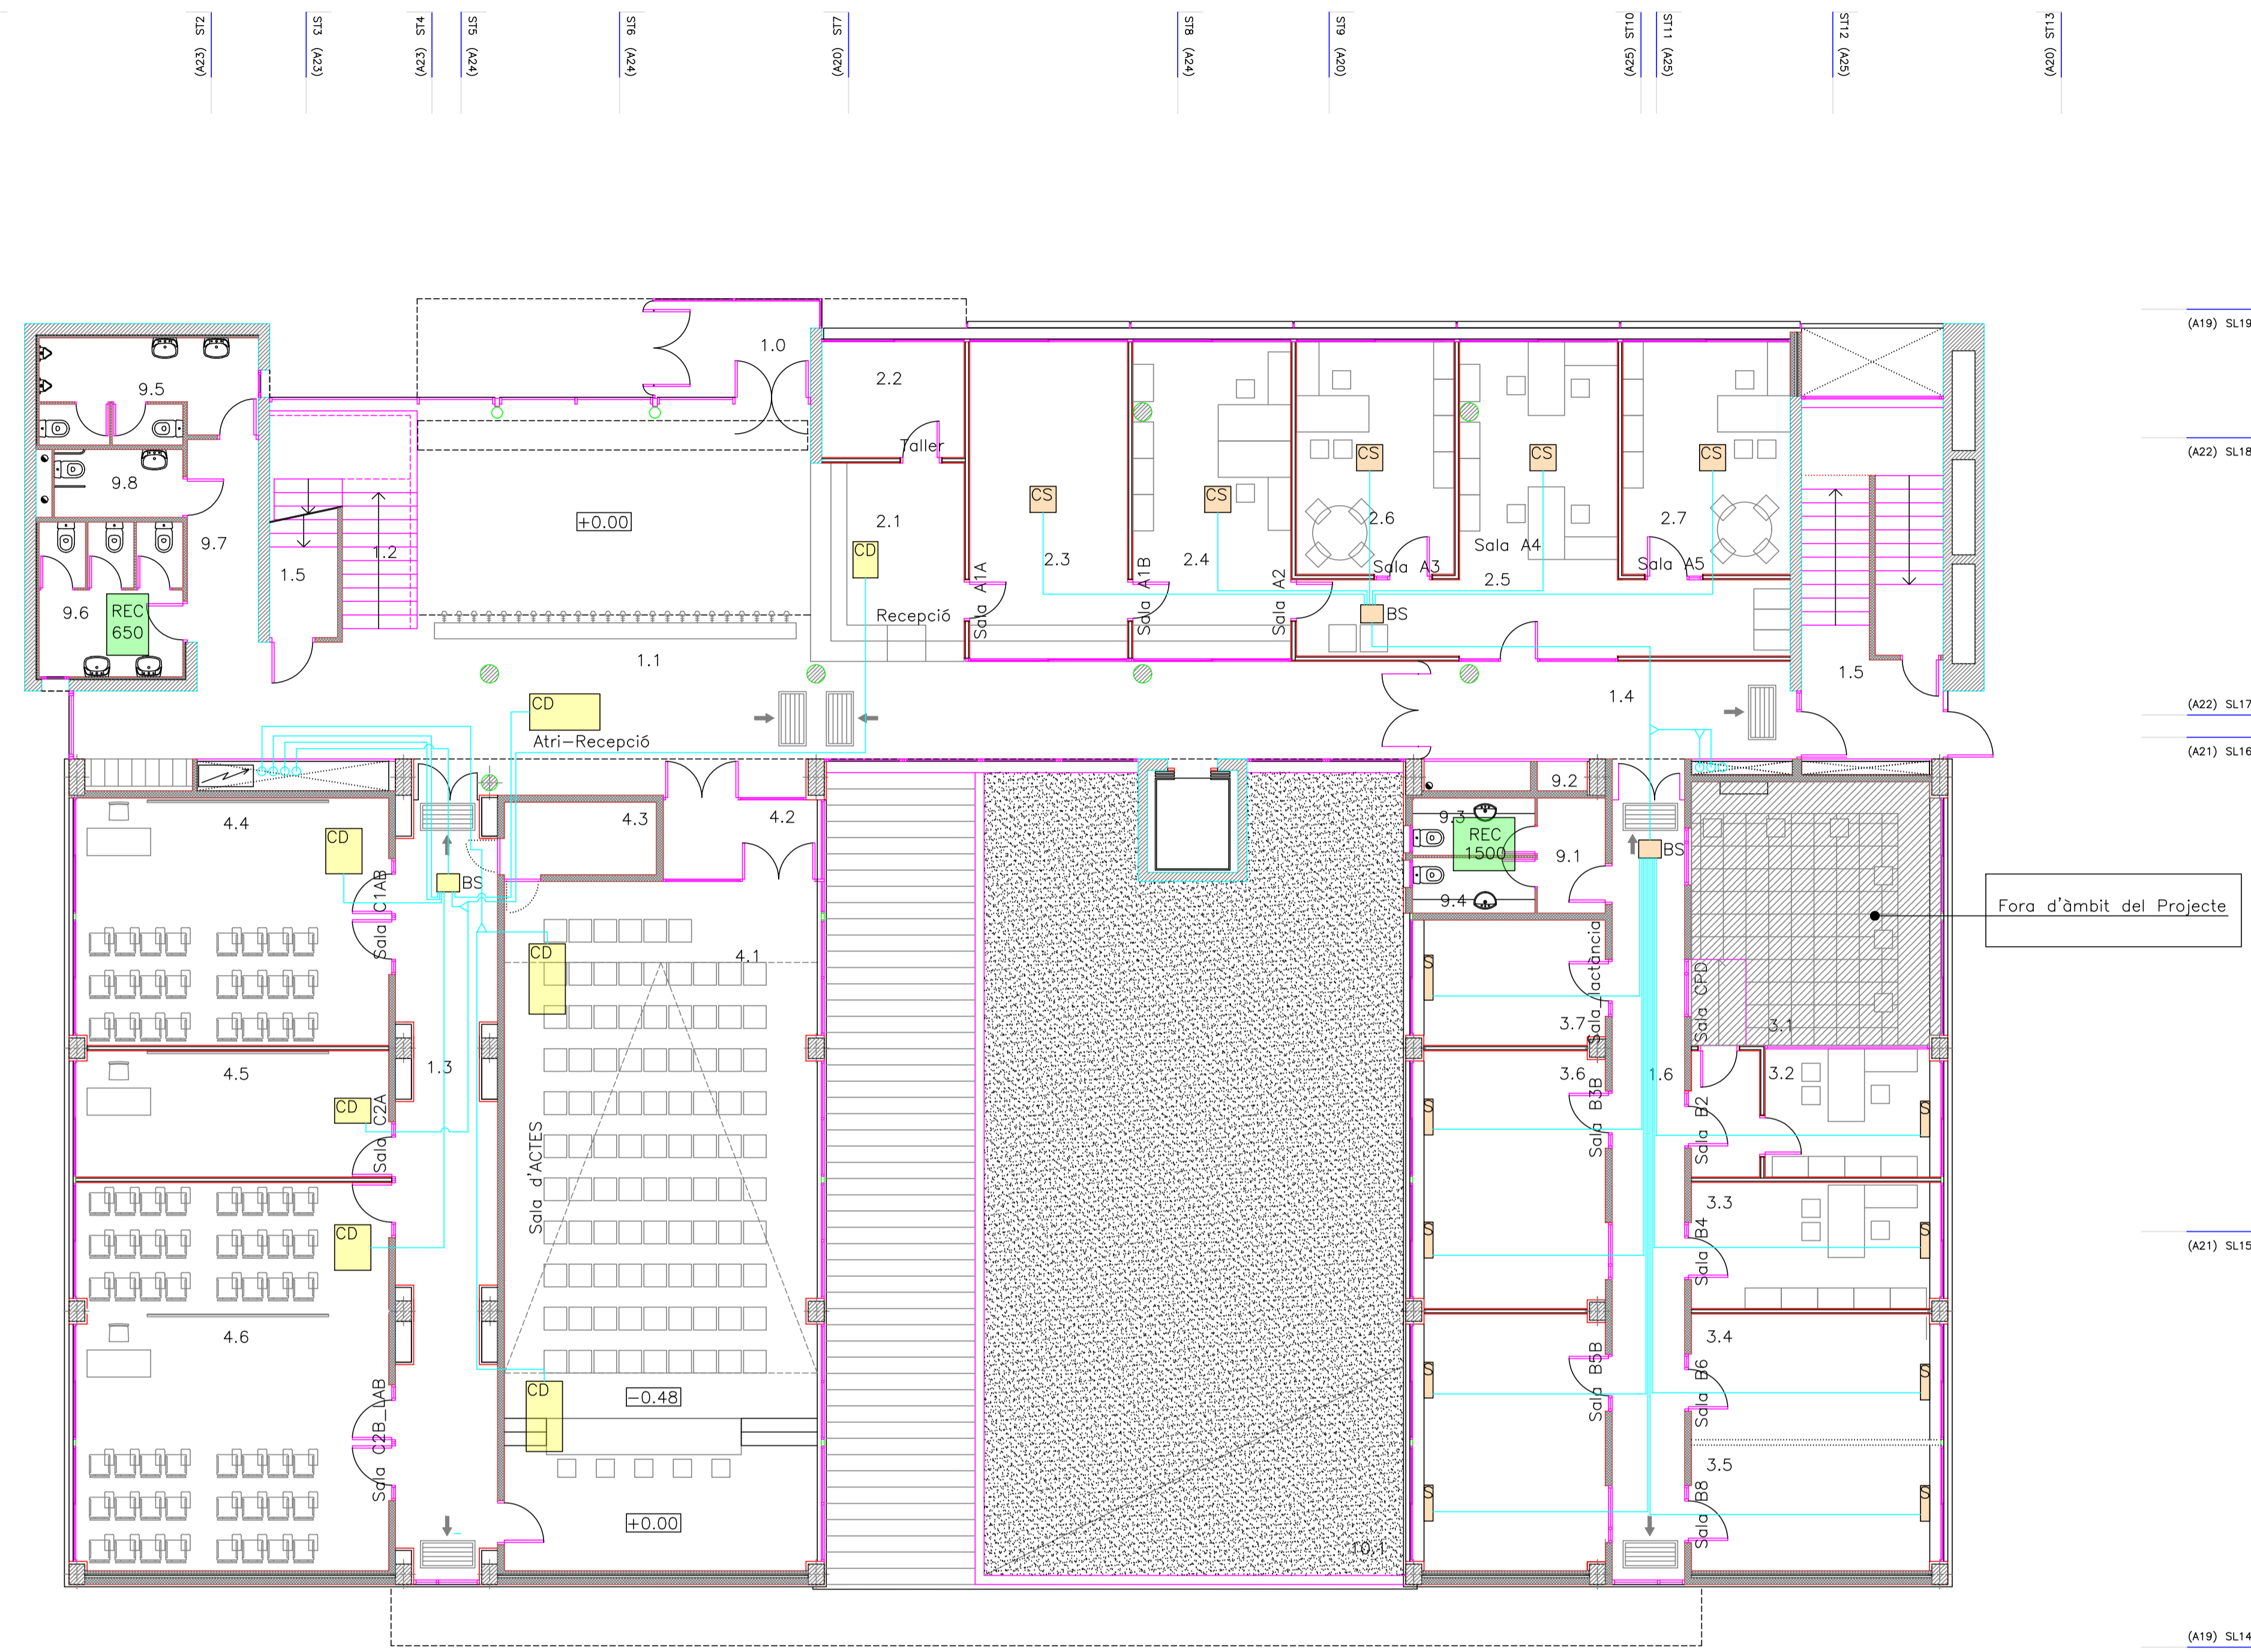 (A23) ST2
ST3 (A23)
(A23) ST4
ST5 (A24)
ST6 (A24)
(A20) ST7
ST8 (A24)
ST9 (A20)
(A25) ST10
ST11 (A25)
ST12 (A25)
(A20) ST13
(A19) SL19
(A22) SL18
(A22) SL17
(A21) SL16
(A21) SL15
(A19) SL14
1.0
9.5
2.2
Taller
9.8
CS
CS
CS
CS
CS
+0.00
2.1
2.6
2.7
9.7
1.2
1.5
CD
2.3
2.4
Sala A4
Sala A3
2.5
Sala A5
9.6
REC
650
Recepció
Sala A1A
Sala A1B
Sala A2
BS
1.1
1.4
1.5
CD
Atri-Recepció
4.4
CD
4.3
4.2
9.2
9.3
REC
1500
9.1
BS
BS
9.4
Sala C1AB
Fora d'àmbit del Projecte
CD
4.1
S
Sala lactància
Sala CPD
3.7
3.1
4.5
1.3
3.6
1.6
3.2
CD
Sala C2A
S
Sala B3B
Sala B2
S
Sala d'ACTES
3.3
CD
S
Sala B4
S
4.6
3.4
CD
-0.48
S
Sala B5B
Sala B6
S
Sala C2B_LAB
3.5
S
Sala B8
S
+0.00
10.1